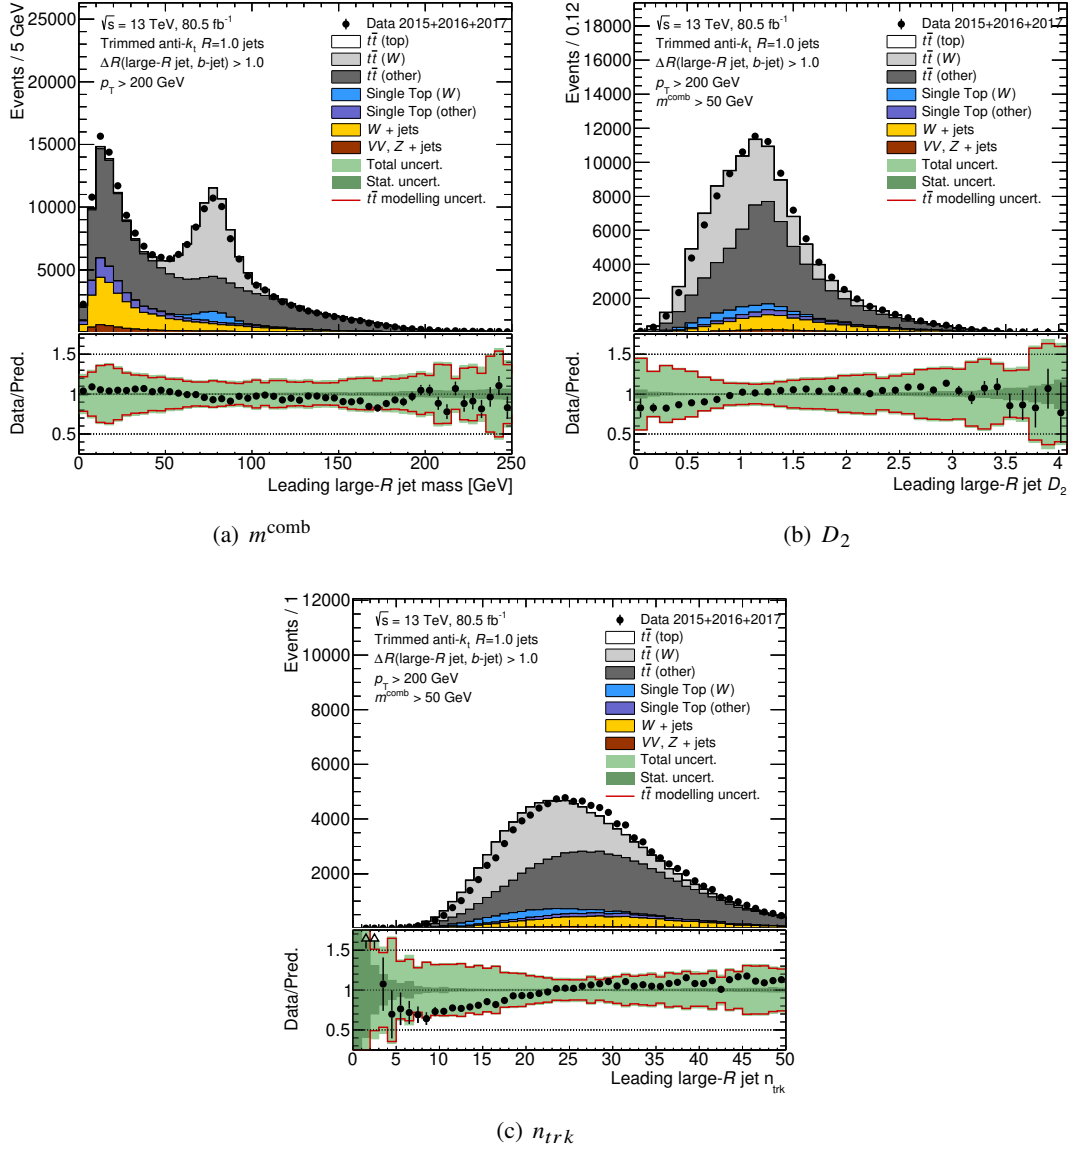 Events / 5 GeV
25000
20000
15000
10000
5000
√s = 13 TeV, 80.5 fb⁻¹
Trimmed anti-kₜ R=1.0 jets
ΔR(large-R jet, b-jet) > 1.0
p_T > 200 GeV
Data 2015+2016+2017
tt̄ (top)
tt̄ (W)
tt̄ (other)
Single Top (W)
Single Top (other)
W + jets
VV, Z + jets
Total uncert.
Stat. uncert.
tt̄ modelling uncert.
Data/Pred.
1.5
1
0.5
0 50 100 150 200 250
Leading large-R jet mass [GeV]
(a) m^comb
Events / 0.12
18000
16000
14000
12000
10000
8000
6000
4000
2000
√s = 13 TeV, 80.5 fb⁻¹
Trimmed anti-kₜ R=1.0 jets
ΔR(large-R jet, b-jet) > 1.0
p_T > 200 GeV
m^comb > 50 GeV
Data 2015+2016+2017
tt̄ (top)
tt̄ (W)
tt̄ (other)
Single Top (W)
Single Top (other)
W + jets
VV, Z + jets
Total uncert.
Stat. uncert.
tt̄ modelling uncert.
Data/Pred.
1.5
1
0.5
0 0.5 1 1.5 2 2.5 3 3.5 4
Leading large-R jet D₂
(b) D₂
Events / 1
12000
10000
8000
6000
4000
2000
√s = 13 TeV, 80.5 fb⁻¹
Trimmed anti-kₜ R=1.0 jets
ΔR(large-R jet, b-jet) > 1.0
p_T > 200 GeV
m^comb > 50 GeV
Data 2015+2016+2017
tt̄ (top)
tt̄ (W)
tt̄ (other)
Single Top (W)
Single Top (other)
W + jets
VV, Z + jets
Total uncert.
Stat. uncert.
tt̄ modelling uncert.
Data/Pred.
1.5
1
0.5
0 5 10 15 20 25 30 35 40 45 50
Leading large-R jet n_trk
(c) n_trk